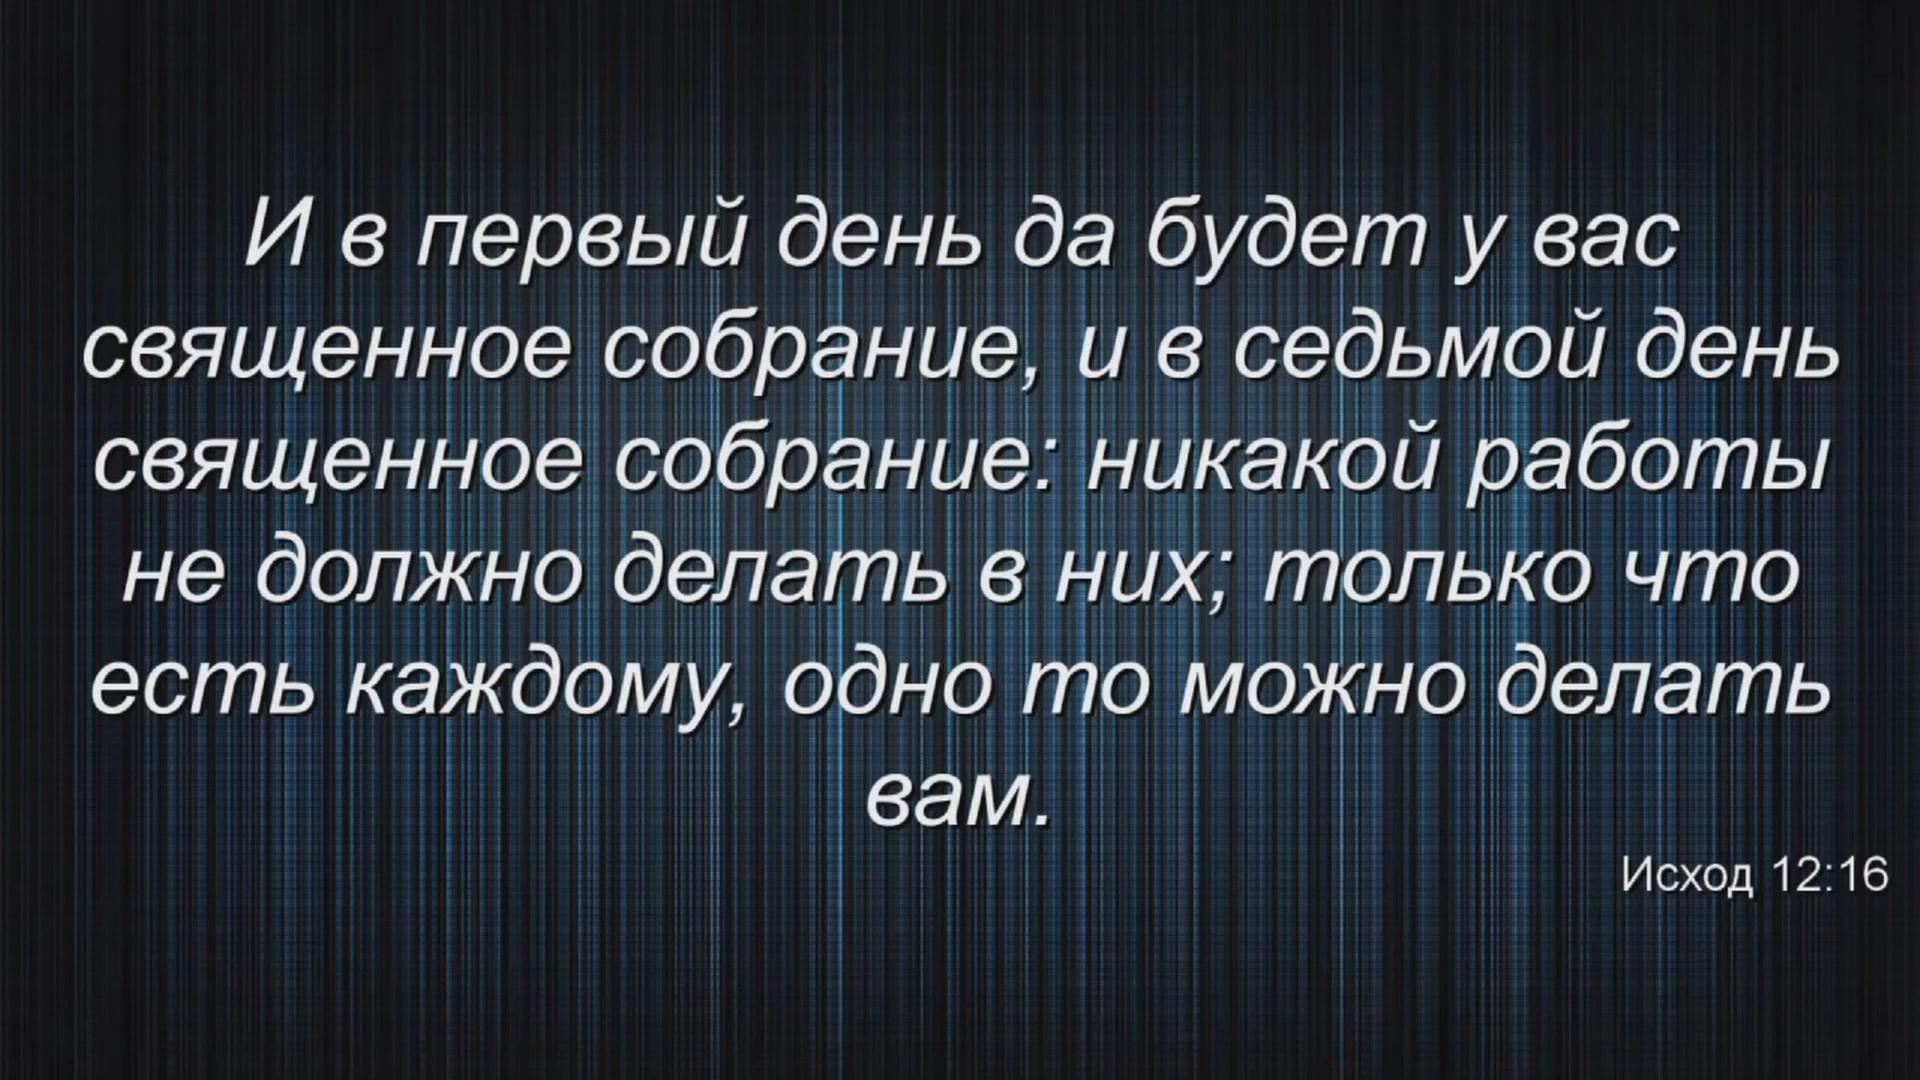 И в первый день да будет у вас
священное собрание, и в седьмой день
священное собрание: никакой работы
не должно делать в них; только что
есть каждому, одно то можно делать
вам.
Исход 12:16